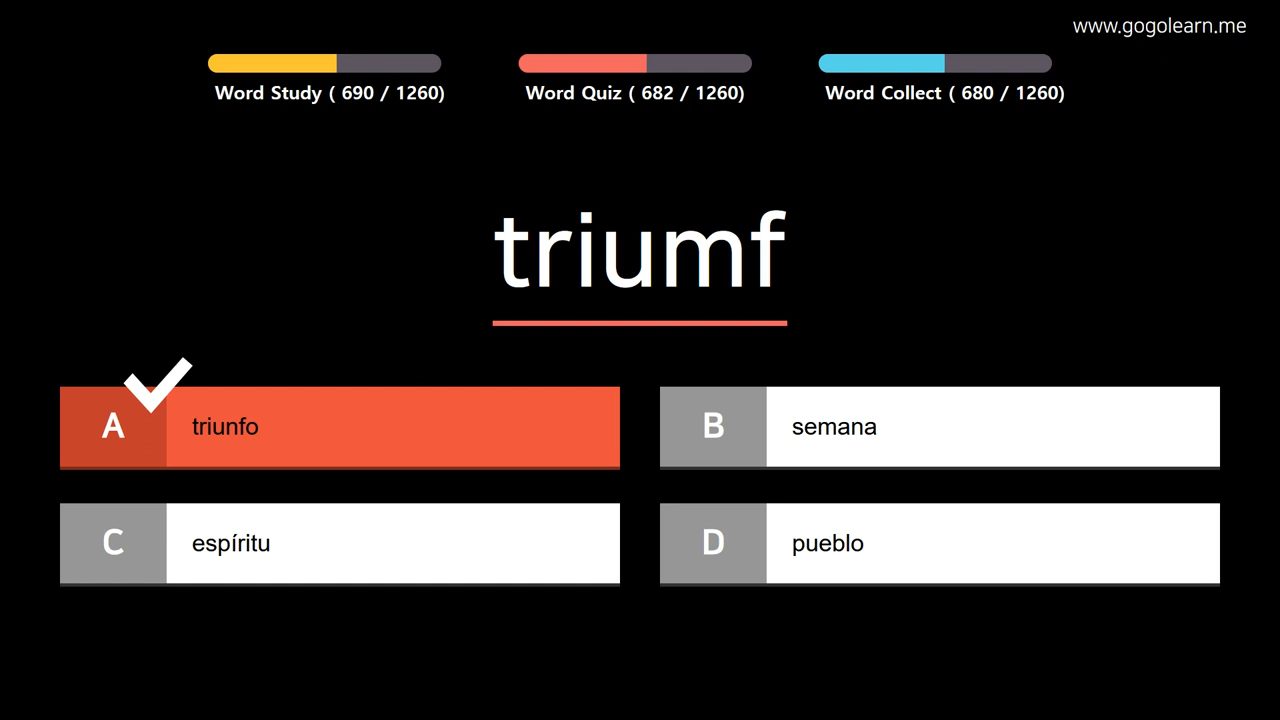 www.gogolearn.me
Word Study ( 690 / 1260)
Word Quiz ( 682 / 1260)
Word Collect ( 680 / 1260)
triumf
A triunfo
B semana
C espíritu
D pueblo